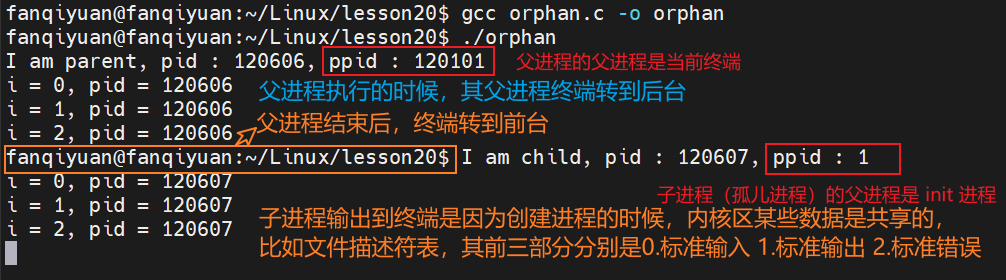 fanqiyuan@fanqiyuan:~/Linux/lesson20$ gcc orphan.c -o orphan
fanqiyuan@fanqiyuan:~/Linux/lesson20$ ./orphan
I am parent, pid : 120606, ppid : 120101 父进程的父进程是当前终端
i = 0, pid = 120606 父进程执行的时候，其父进程终端转到后台
i = 1, pid = 120606
i = 2, pid = 120606 父进程结束后，终端转到前台
fanqiyuan@fanqiyuan:~/Linux/lesson20$ I am child, pid : 120607, ppid : 1
i = 0, pid = 120607 子进程（孤儿进程）的父进程是 init 进程
i = 1, pid = 120607 子进程输出到终端是因为创建进程的时候，内核区某些数据是共享的，
i = 2, pid = 120607 比如文件描述符表，其前三部分分别是0.标准输入 1.标准输出 2.标准错误